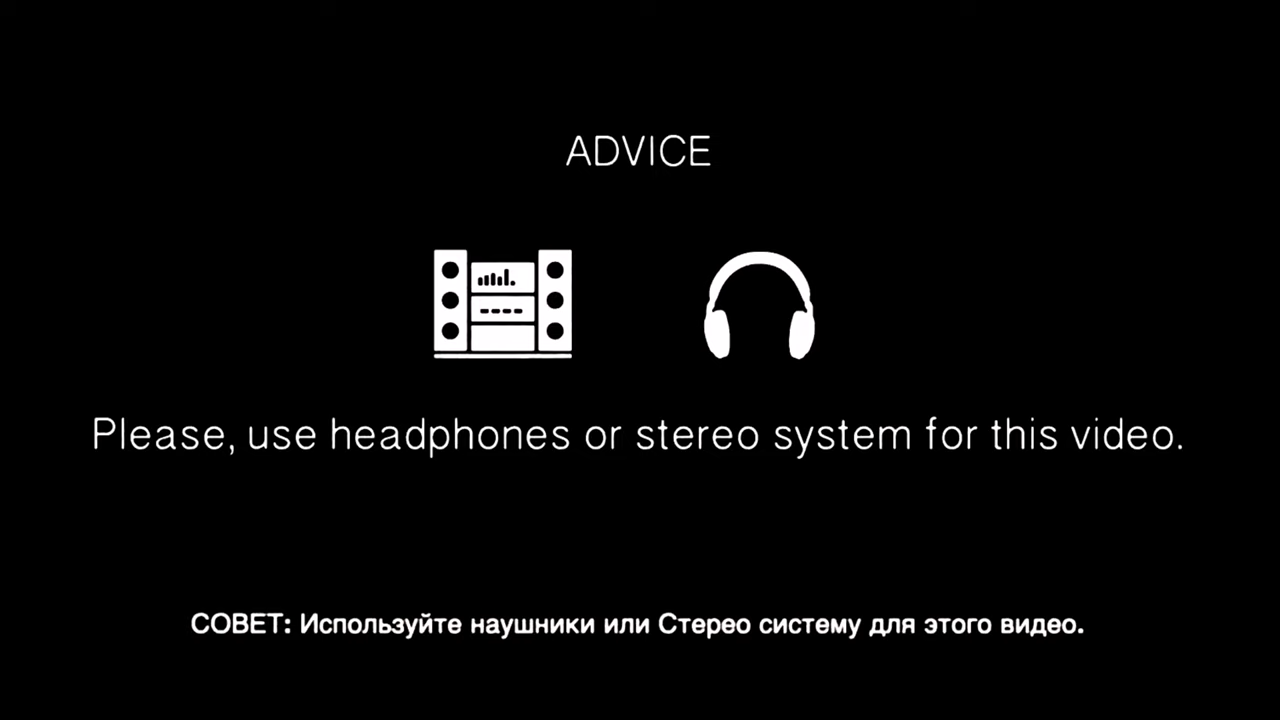 ADVICE
Please, use headphones or stereo system for this video.
СОВЕТ: Используйте наушники или Стерео систему для этого видео.